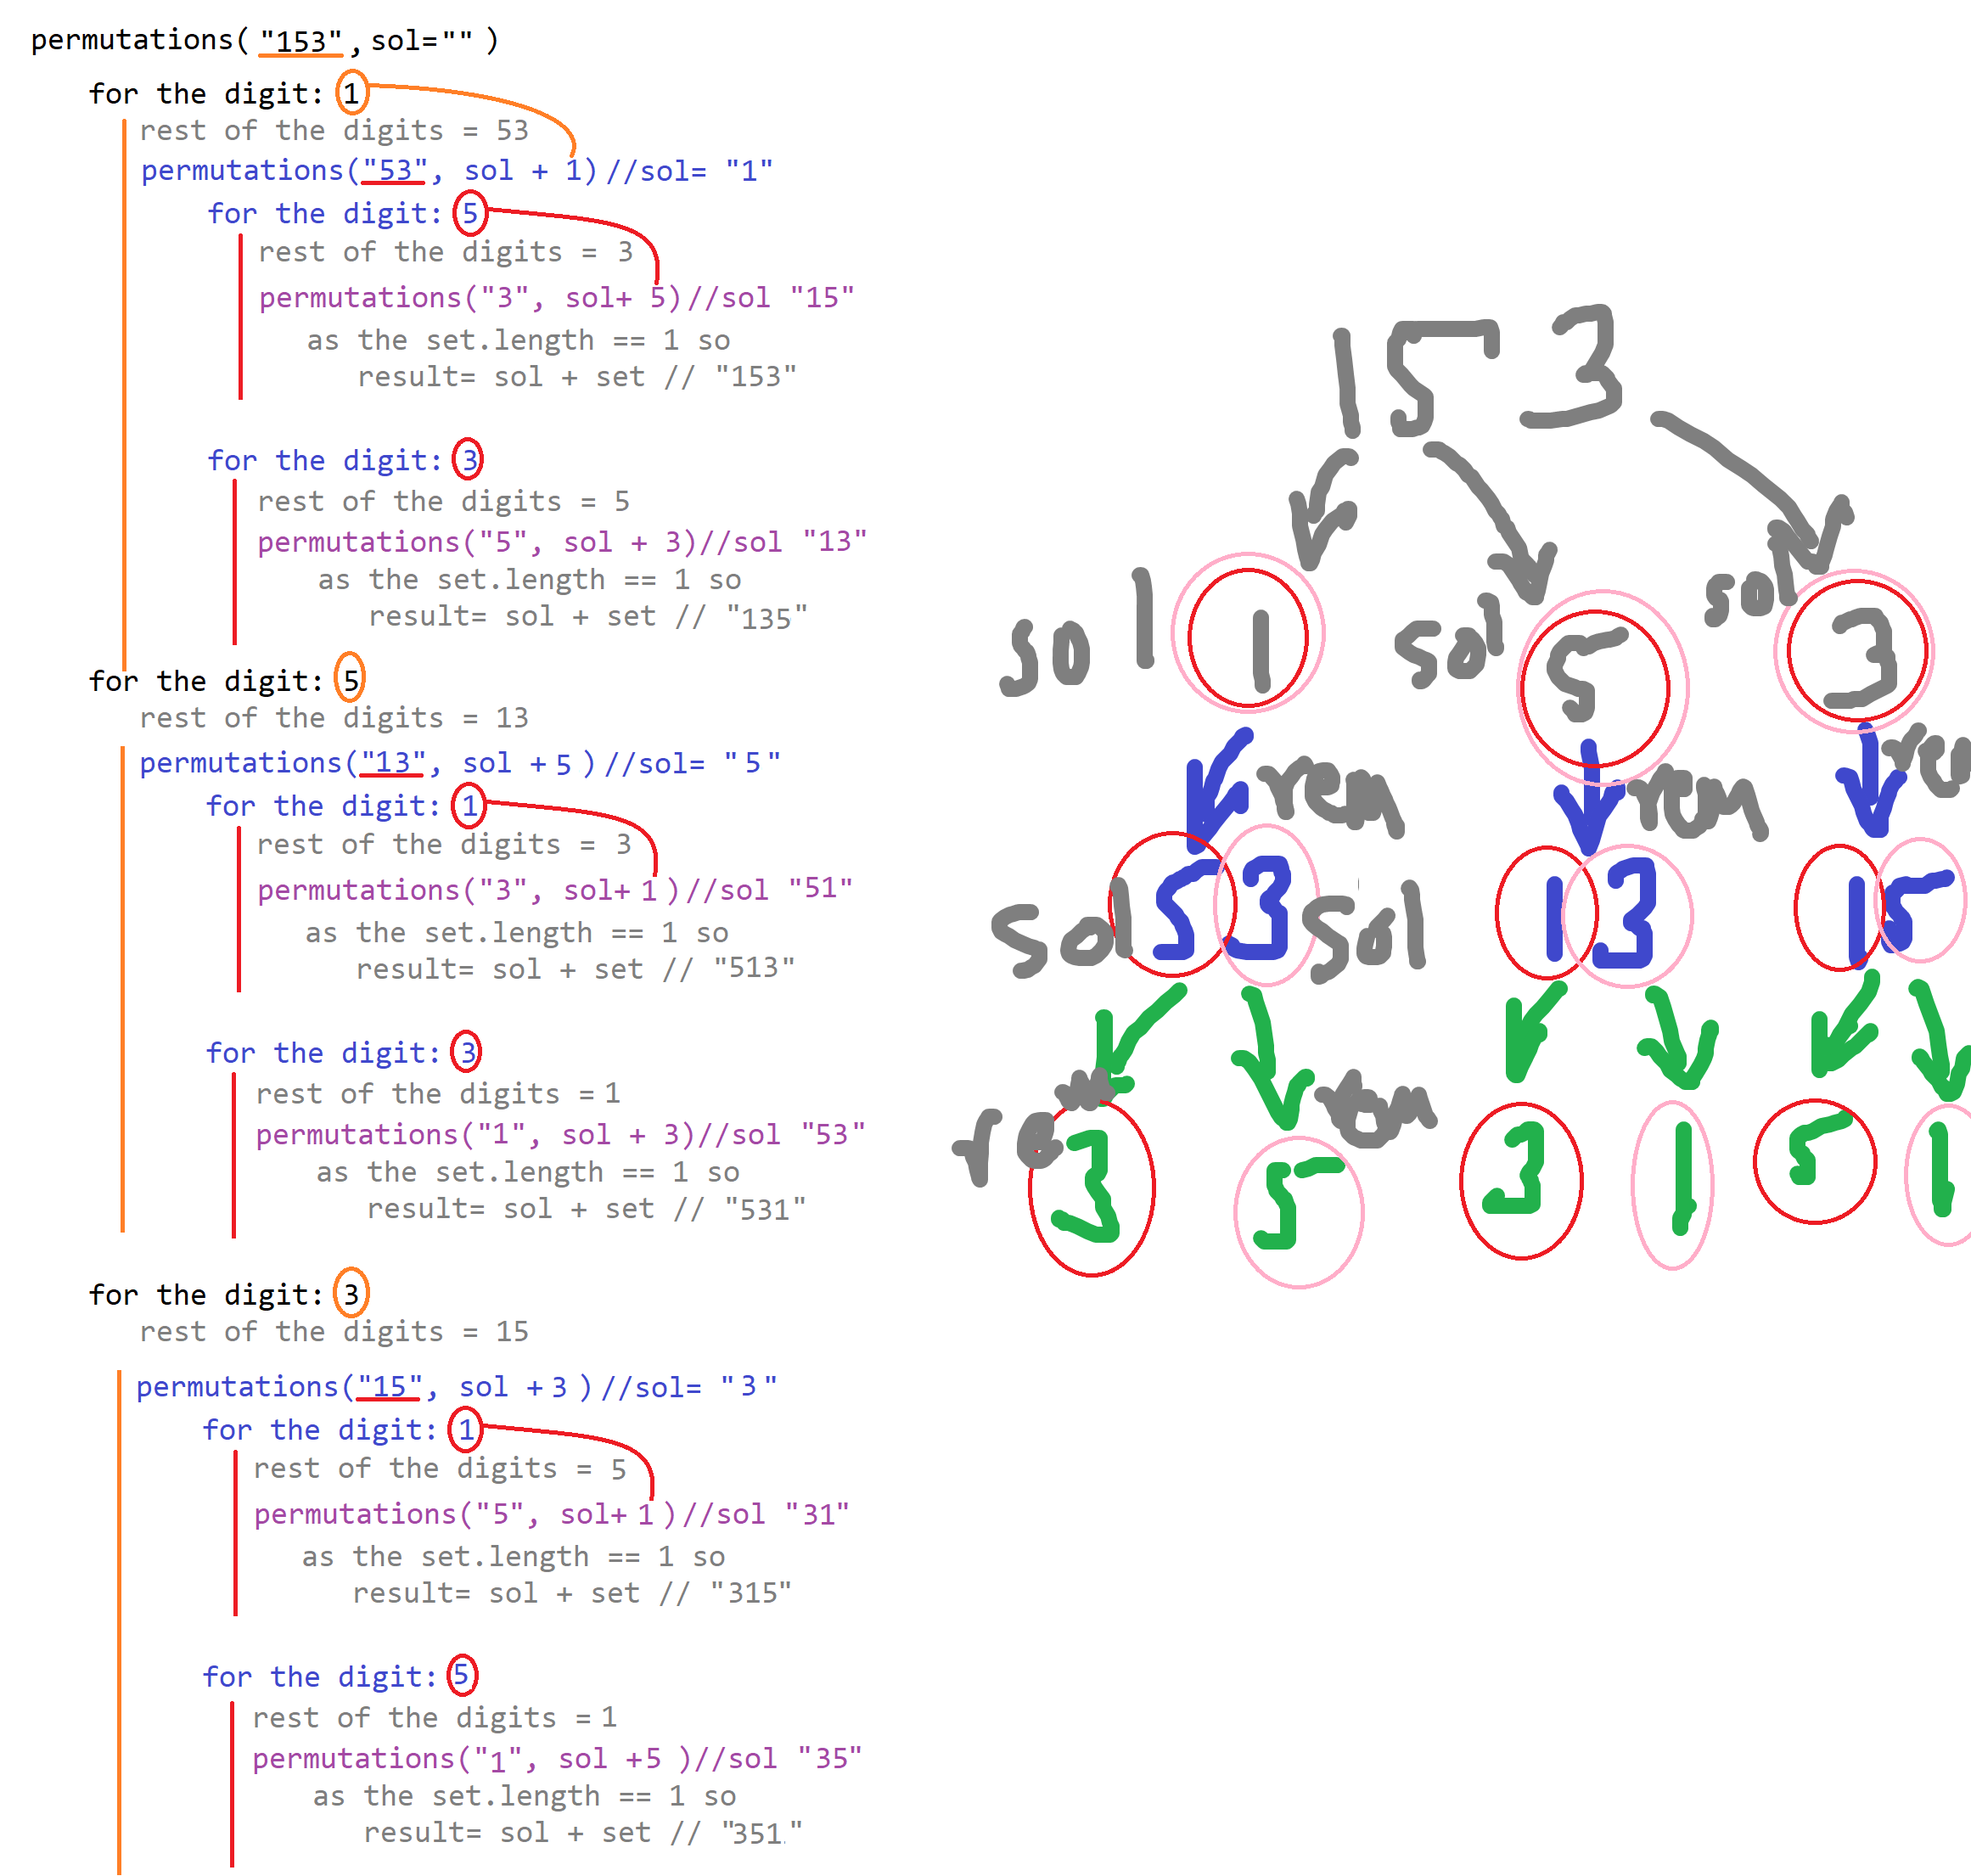 permutations( "153" , sol="" )
for the digit: 1
rest of the digits = 53
permutations("53", sol + 1) //sol= "1"
for the digit: 5
rest of the digits = 3
permutations("3", sol+ 5)//sol "15"
as the set.length == 1 so
result= sol + set // "153"
for the digit: 3
rest of the digits = 5
permutations("5", sol + 3)//sol "13"
as the set.length == 1 so
result= sol + set // "135"
for the digit: 5
rest of the digits = 13
permutations("13", sol + 5 ) //sol= " 5 "
for the digit: 1
rest of the digits = 3
permutations("3", sol+ 1 )//sol "51"
as the set.length == 1 so
result= sol + set // "513"
for the digit: 3
rest of the digits = 1
permutations("1", sol + 3)//sol "53"
as the set.length == 1 so
result= sol + set // "531"
for the digit: 3
rest of the digits = 15
permutations("15", sol + 3 ) //sol= " 3 "
for the digit: 1
rest of the digits = 5
permutations("5", sol+ 1 )//sol "31"
as the set.length == 1 so
result= sol + set // "315"
for the digit: 5
rest of the digits = 1
permutations("1", sol +5 )//sol "35"
as the set.length == 1 so
result= sol + set // "351."
153
sol 1 sol 5 sol 3
rem rem
sol 5 3 sol 1 3 1 5
rem rem
3 5 3 1 5 1